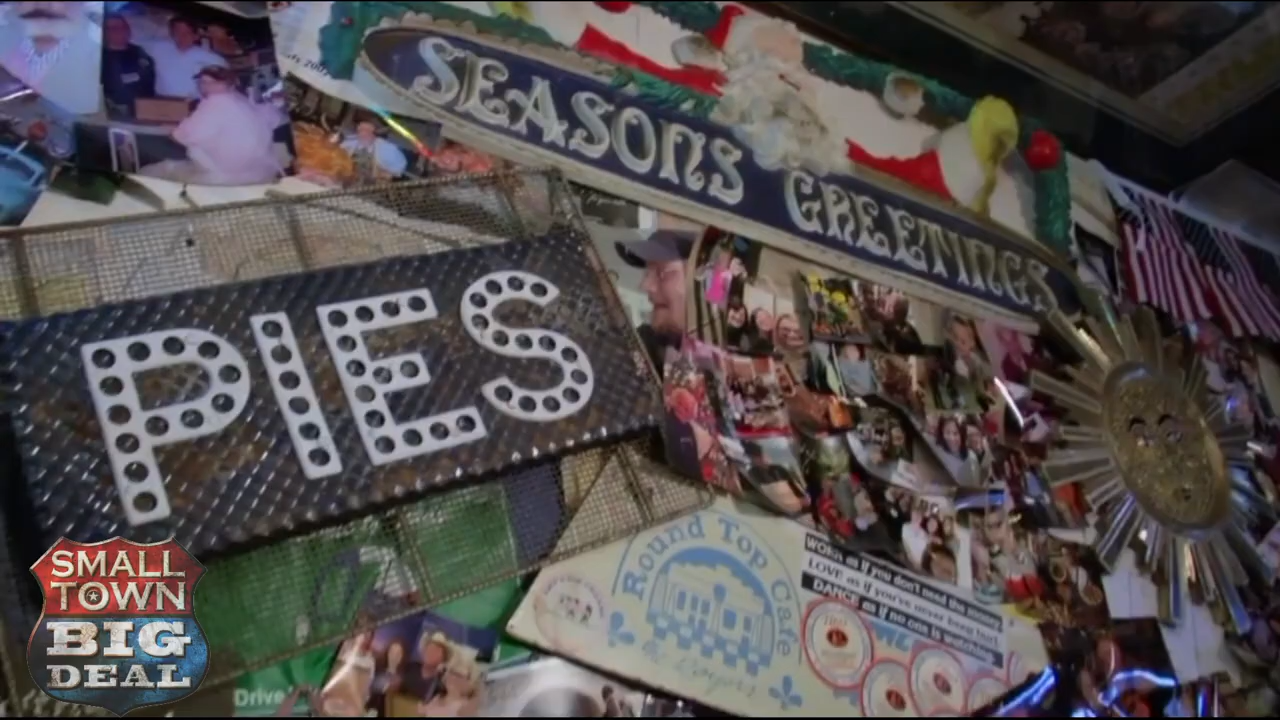 SEASONS GREETINGS
PIES
Round Top Cafe
WORK as if you don't need the money
LOVE as if you've never been hurt
DANCE as if no one is watching
Drive
SMALL
TOWN
BIG
DEAL